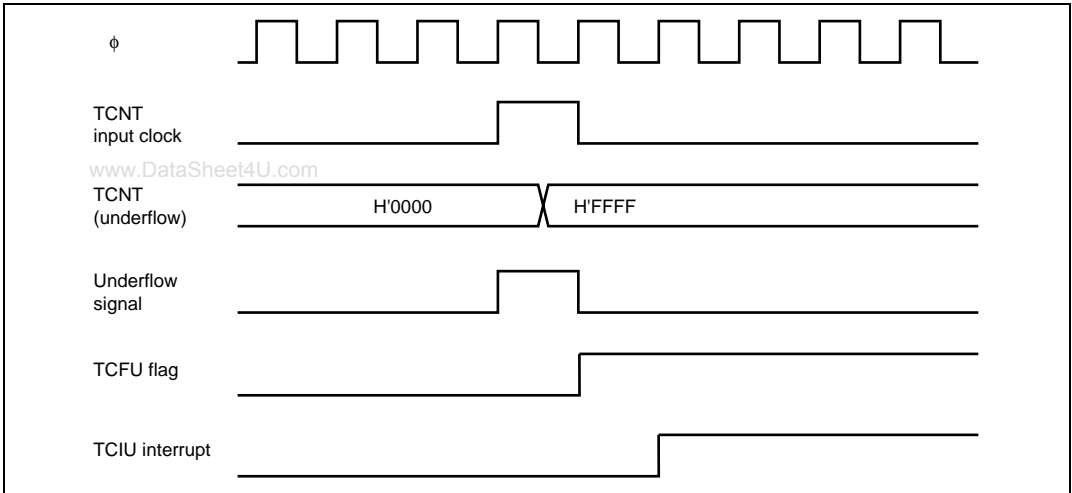 ϕ
TCNT
input clock
www.DataSheet4U.com
TCNT
(underflow)
H'0000
H'FFFF
Underflow
signal
TCFU flag
TCIU interrupt